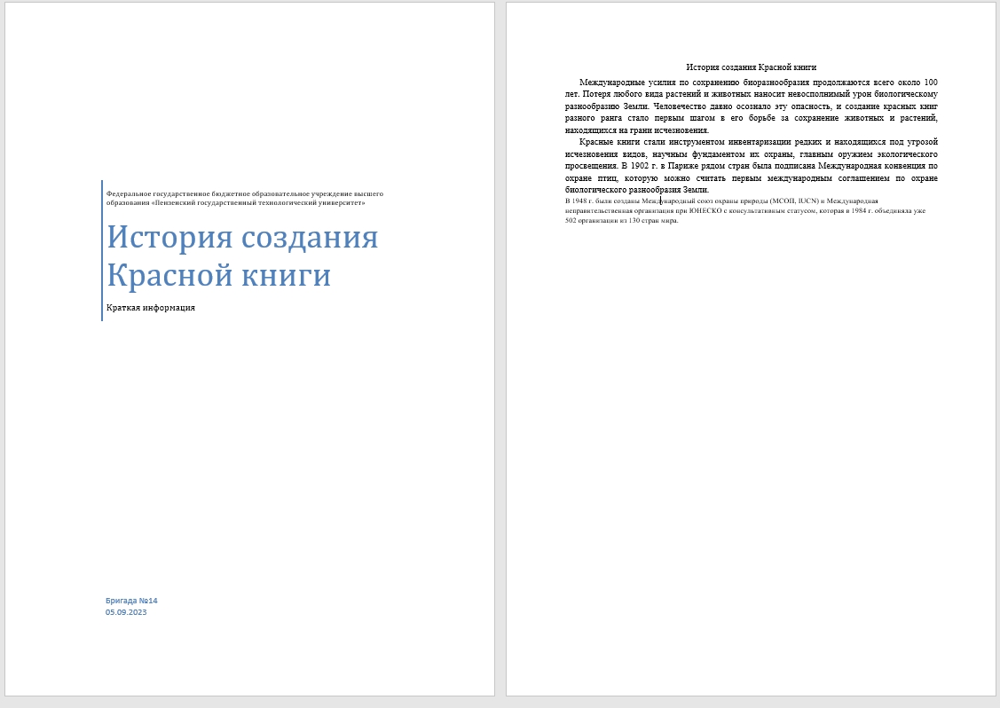 Федеральное государственное бюджетное образовательное учреждение высшего
образования «Пензенский государственный технологический университет»
История создания
Красной книги
Краткая информация
Бригада №14
05.09.2023
История создания Красной книги
Международные усилия по сохранению биоразнообразия продолжаются всего около 100
лет. Потеря любого вида растений и животных наносит невосполнимый урон биологическому
разнообразию Земли. Человечество давно осознало эту опасность, и создание красных книг
разного ранга стало первым шагом в его борьбе за сохранение животных и растений,
находящихся на грани исчезновения.
Красные книги стали инструментом инвентаризации редких и находящихся под угрозой
исчезновения видов, научным фундаментом их охраны, главным оружием экологического
просвещения. В 1902 г. в Париже рядом стран была подписана Международная конвенция по
охране птиц, которую можно считать первым международным соглашением по охране
биологического разнообразия Земли.
В 1948 г. были созданы Международный союз охраны природы (МСОП, IUCN) и Международная
неправительственная организация при ЮНЕСКО с консультативным статусом, которая в 1984 г. объединяла уже
502 организации из 130 стран мира.